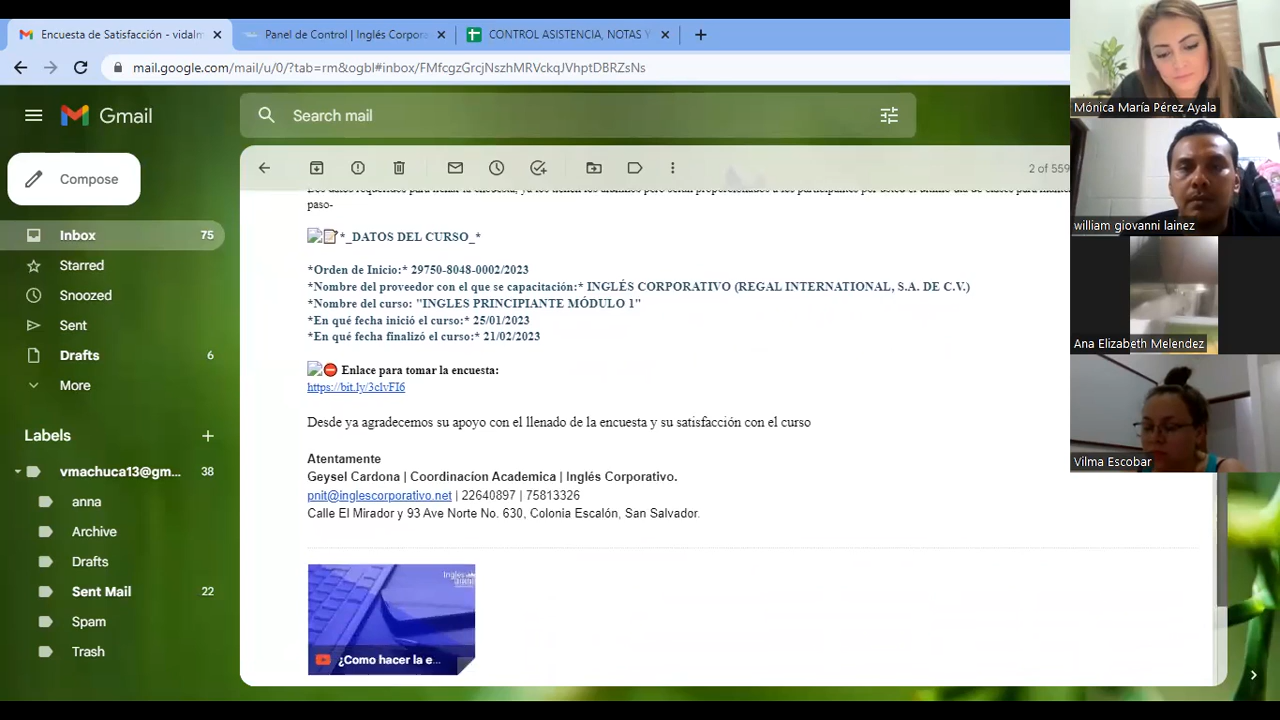 Encuesta de Satisfacción - vidalm
Panel de Control | Inglés Corpora
CONTROL ASISTENCIA, NOTAS Y
mail.google.com/mail/u/0/?tab=rm&ogbl#inbox/FMfcgzGrcjNszhMRVckqJVhptDBRZsNs
Gmail
Search mail
Compose
2 of 559
Inbox 75
Starred
Snoozed
Sent
Drafts 6
More
Labels
vmachuca13@gm... 38
anna
Archive
Drafts
Sent Mail 22
Spam
Trash
paso-
*_DATOS DEL CURSO_*
*Orden de Inicio:* 29750-8048-0002/2023
*Nombre del proveedor con el que se capacitación:* INGLÉS CORPORATIVO (REGAL INTERNATIONAL, S.A. DE C.V.)
*Nombre del curso: "INGLES PRINCIPIANTE MÓDULO 1"
*En qué fecha inició el curso:* 25/01/2023
*En qué fecha finalizó el curso:* 21/02/2023
Enlace para tomar la encuesta:
https://bit.ly/3clvFI6
Desde ya agradecemos su apoyo con el llenado de la encuesta y su satisfacción con el curso
Atentamente
Geysel Cardona | Coordinacíon Academica | Inglés Corporativo.
pnit@inglescorporativo.net | 22640897 | 75813326
Calle El Mirador y 93 Ave Norte No. 630, Colonia Escalón, San Salvador.
¿Como hacer la e...
Mónica María Pérez Ayala
william giovanni lainez
Ana Elizabeth Melendez
Vilma Escobar